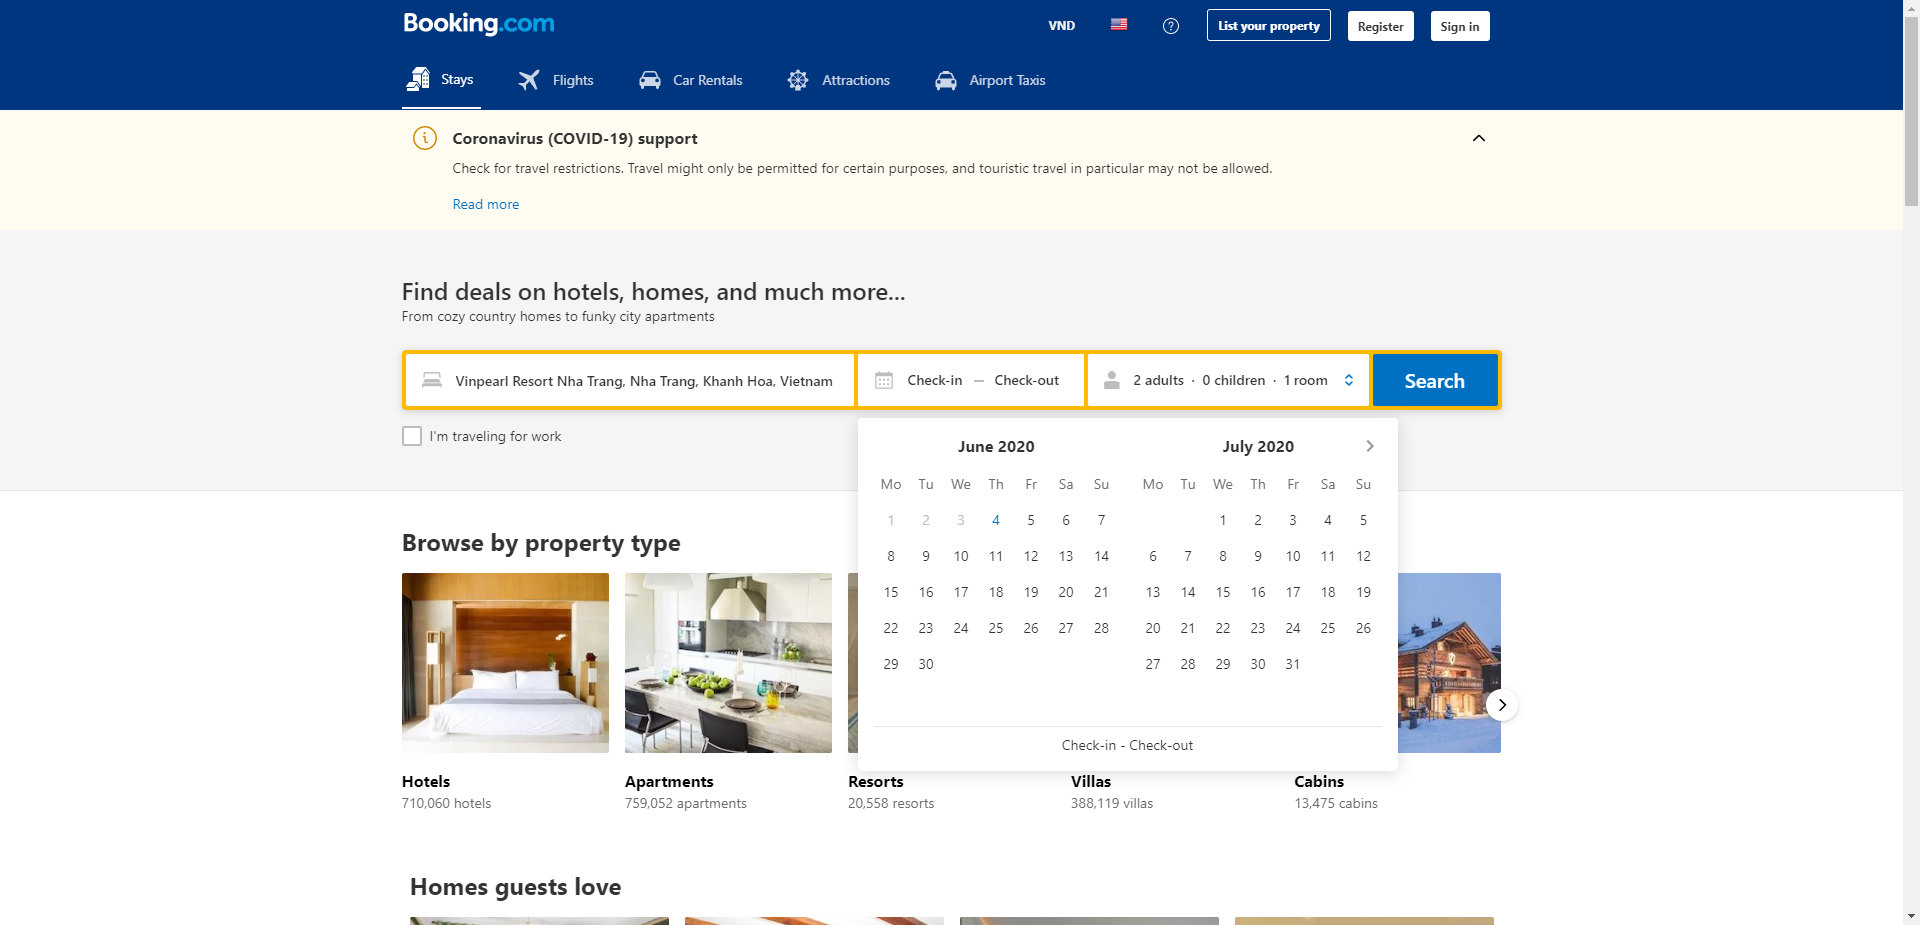 Booking.com
VND
List your property
Register
Sign in
Stays
Flights
Car Rentals
Attractions
Airport Taxis
Coronavirus (COVID-19) support
Check for travel restrictions. Travel might only be permitted for certain purposes, and touristic travel in particular may not be allowed.
Read more
Find deals on hotels, homes, and much more...
From cozy country homes to funky city apartments
Vinpearl Resort Nha Trang, Nha Trang, Khanh Hoa, Vietnam
Check-in — Check-out
2 adults · 0 children · 1 room
Search
I'm traveling for work
June 2020
Mo Tu We Th Fr Sa Su
1 2 3 4 5 6 7
8 9 10 11 12 13 14
15 16 17 18 19 20 21
22 23 24 25 26 27 28
29 30
July 2020
Mo Tu We Th Fr Sa Su
1 2 3 4 5
6 7 8 9 10 11 12
13 14 15 16 17 18 19
20 21 22 23 24 25 26
27 28 29 30 31
Check-in - Check-out
Browse by property type
Hotels
710,060 hotels
Apartments
759,052 apartments
Resorts
20,558 resorts
Villas
388,119 villas
Cabins
13,475 cabins
Homes guests love